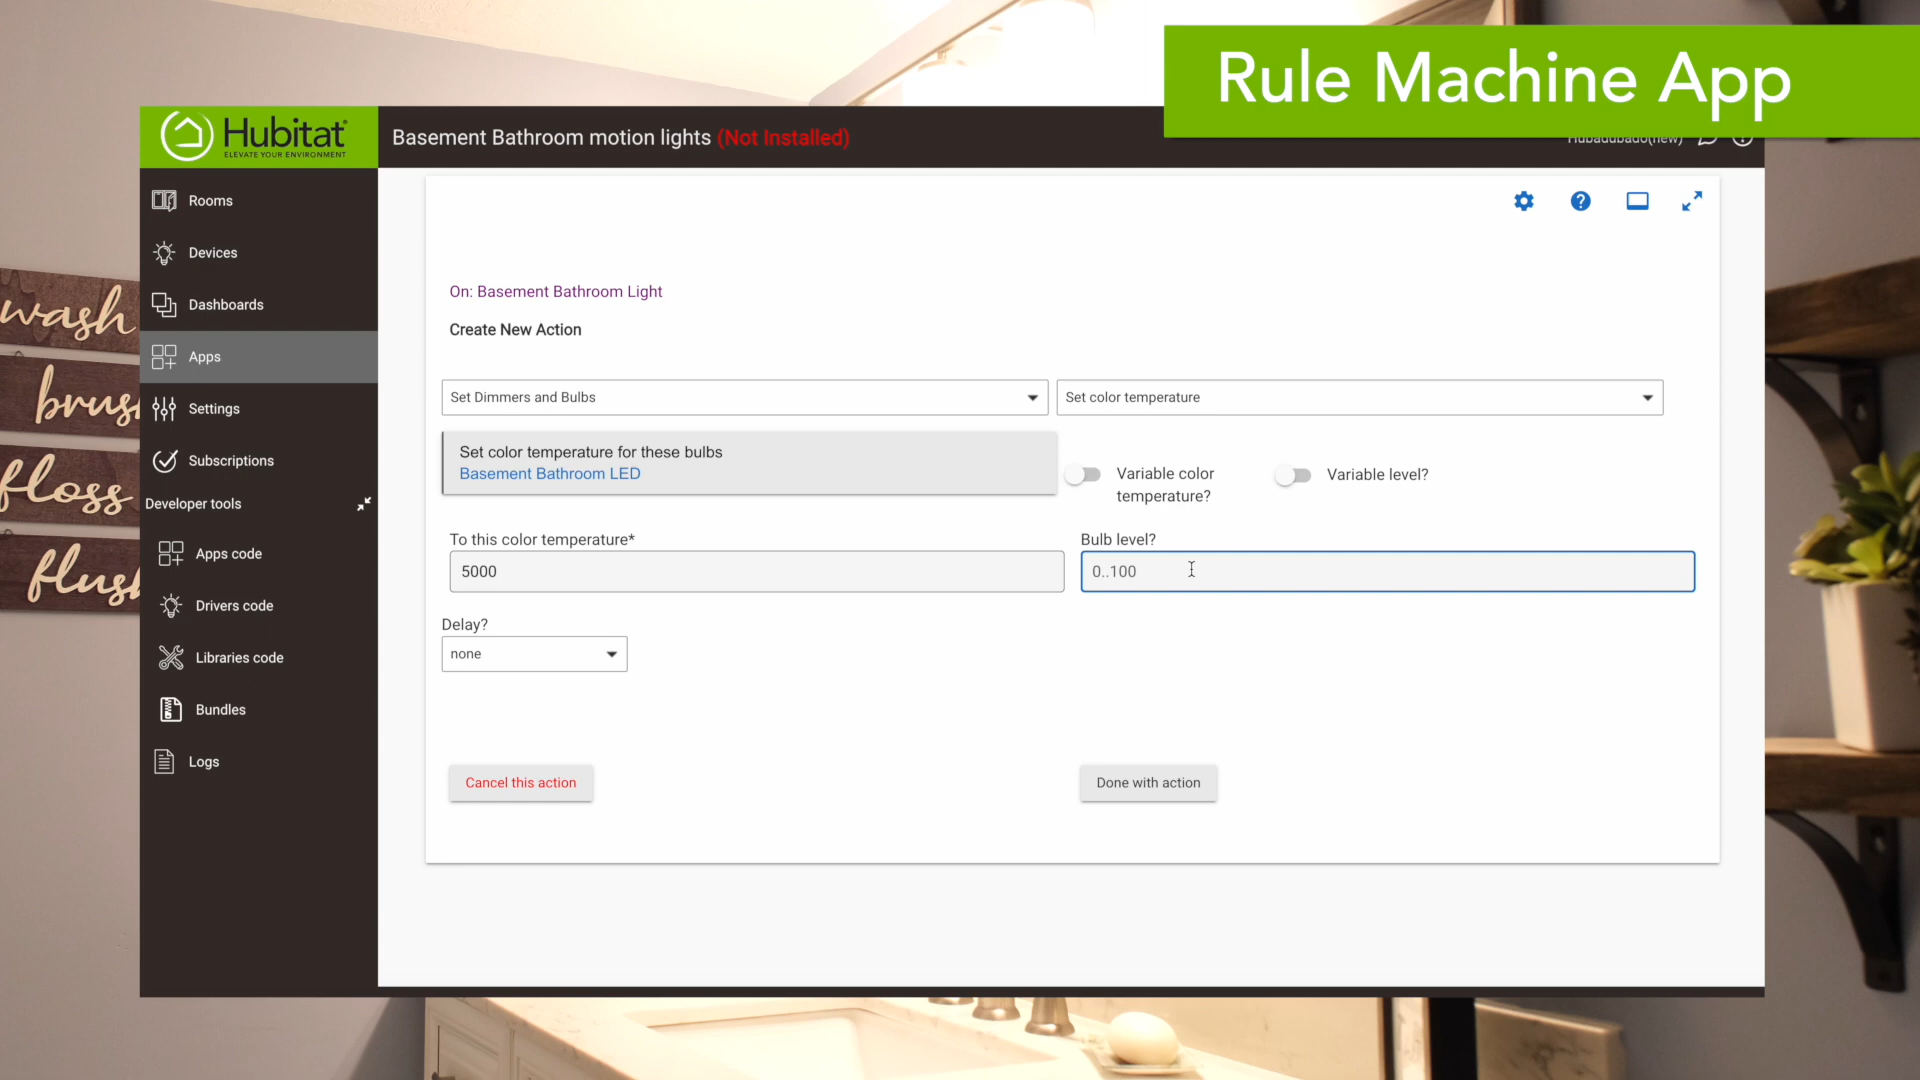 Rule Machine App
Hubitat®
ELEVATE YOUR ENVIRONMENT
Basement Bathroom motion lights (Not Installed)
Hubadubado(new)
Rooms
Devices
Dashboards
Apps
Settings
Subscriptions
Developer tools
Apps code
Drivers code
Libraries code
Bundles
Logs
On: Basement Bathroom Light
Create New Action
Set Dimmers and Bulbs
Set color temperature
Set color temperature for these bulbs
Basement Bathroom LED
Variable color
temperature?
Variable level?
To this color temperature*
5000
Bulb level?
0..100
Delay?
none
Cancel this action
Done with action
wash
brush
floss
flush